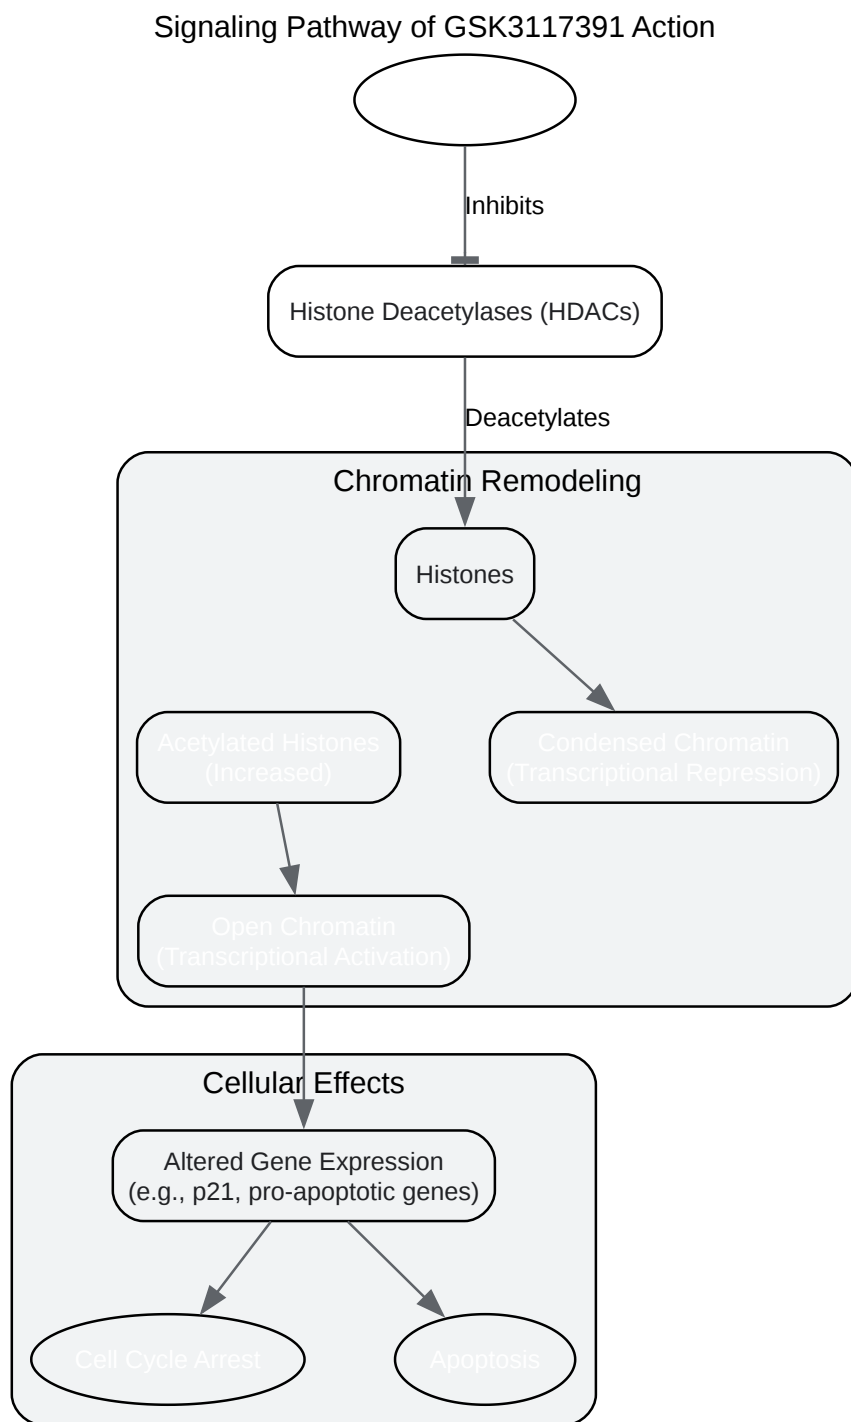 Signaling Pathway of GSK3117391 Action
Inhibits
Histone Deacetylases (HDACs)
Deacetylates
Chromatin Remodeling
Histones
Acetylated Histones
(Increased)
Condensed Chromatin
(Transcriptional Repression)
Open Chromatin
(Transcriptional Activation)
Cellular Effects
Altered Gene Expression
(e.g., p21, pro-apoptotic genes)
Cell Cycle Arrest
Apoptosis